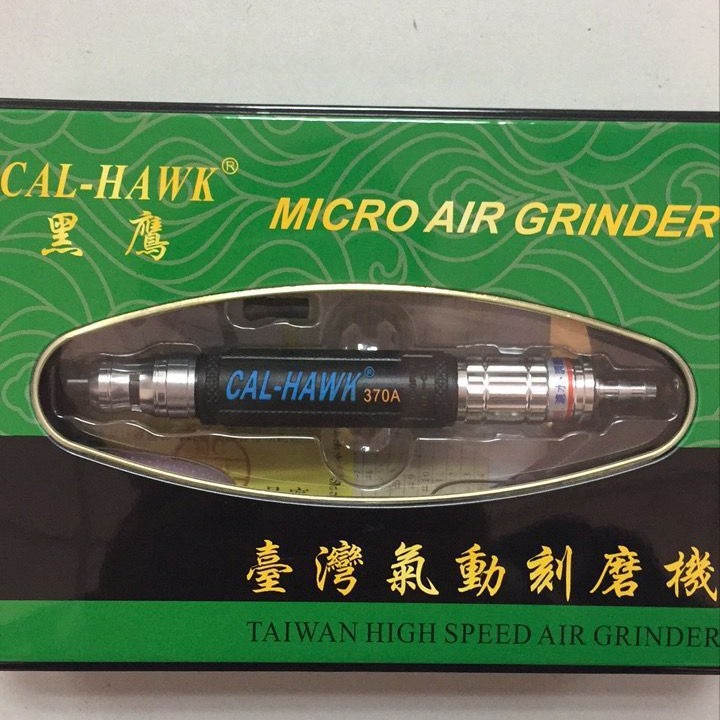 CAL-HAWK®
黑鷹
MICRO AIR GRINDER
CAL-HAWK® 370A
臺灣氣動刻磨機
TAIWAN HIGH SPEED AIR GRINDER